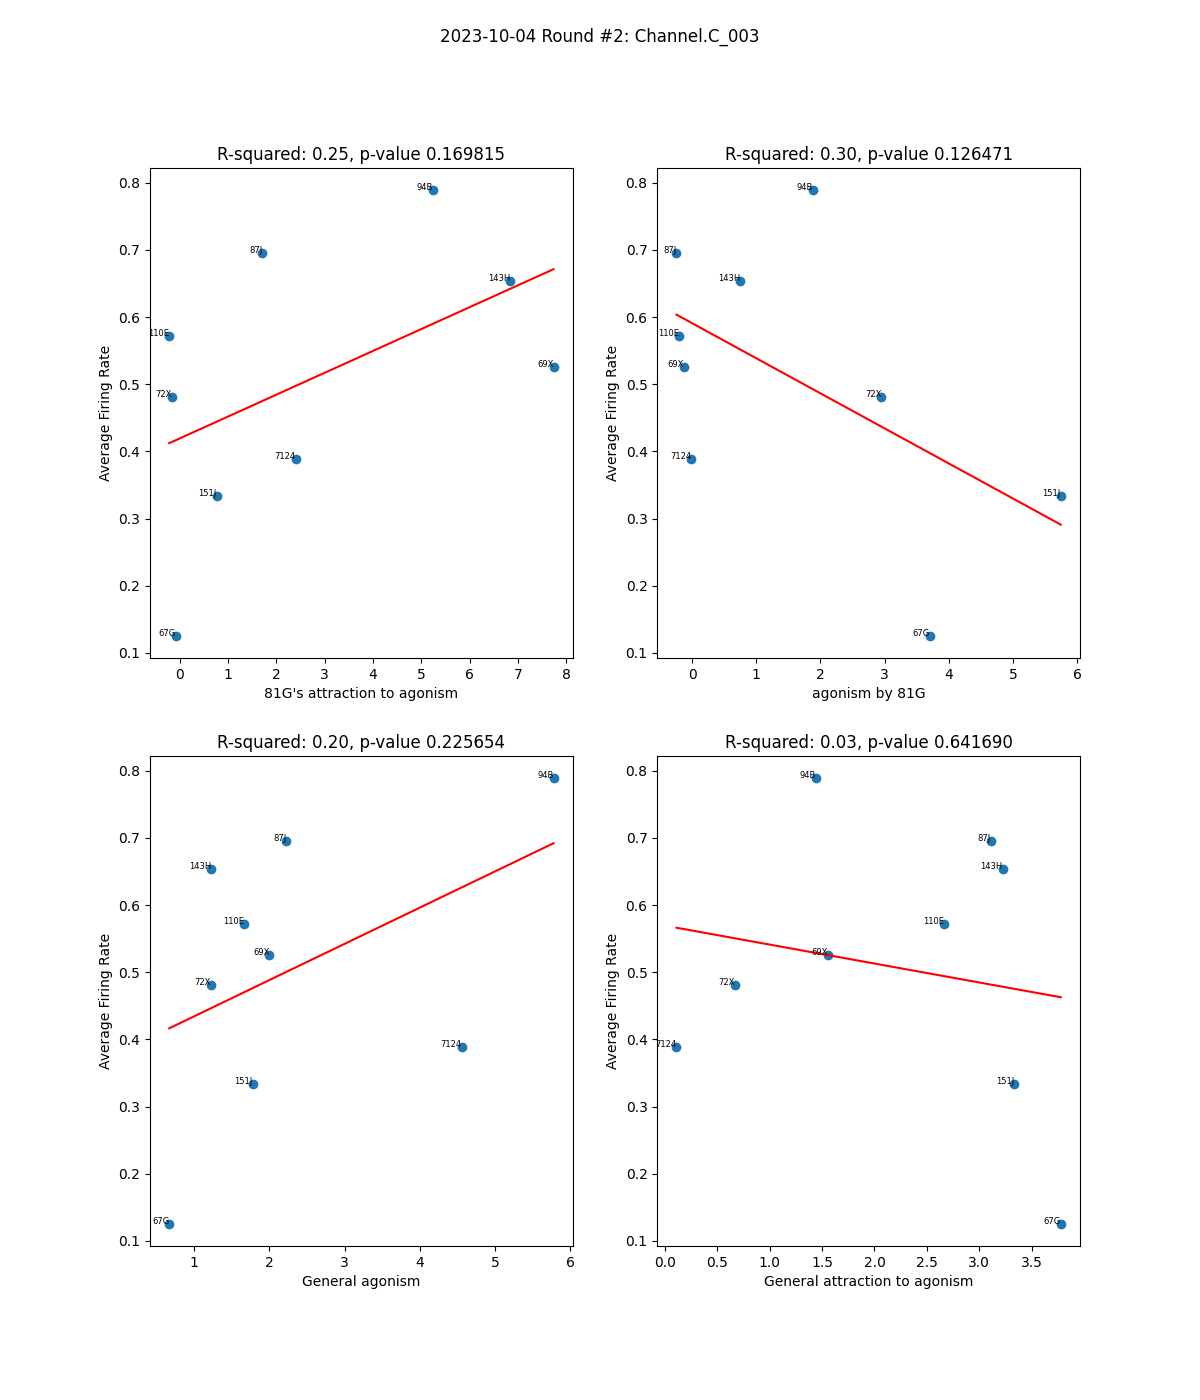 2023-10-04 Round #2: Channel.C_003
R-squared: 0.25, p-value 0.169815
0.8
0.7
0.6
0.5
0.4
0.3
0.2
0.1
Average Firing Rate
94B
87J
143H
110E
69X
72X
7124
151J
67G
0 1 2 3 4 5 6 7 8
81G's attraction to agonism
R-squared: 0.30, p-value 0.126471
0.8
0.7
0.6
0.5
0.4
0.3
0.2
0.1
Average Firing Rate
94B
87J
143H
110E
69X
72X
7124
151J
67G
0 1 2 3 4 5 6
agonism by 81G
R-squared: 0.20, p-value 0.225654
0.8
0.7
0.6
0.5
0.4
0.3
0.2
0.1
Average Firing Rate
94B
87J
143H
110E
69X
72X
7124
151J
67G
1 2 3 4 5 6
General agonism
R-squared: 0.03, p-value 0.641690
0.8
0.7
0.6
0.5
0.4
0.3
0.2
0.1
Average Firing Rate
94B
87J
143H
110E
69X
72X
7124
151J
67G
0.0 0.5 1.0 1.5 2.0 2.5 3.0 3.5
General attraction to agonism